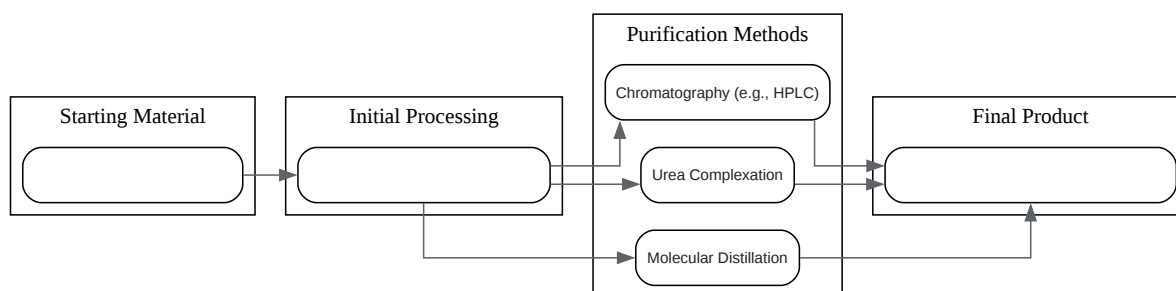 Starting Material
Initial Processing
Purification Methods
Chromatography (e.g., HPLC)
Urea Complexation
Molecular Distillation
Final Product